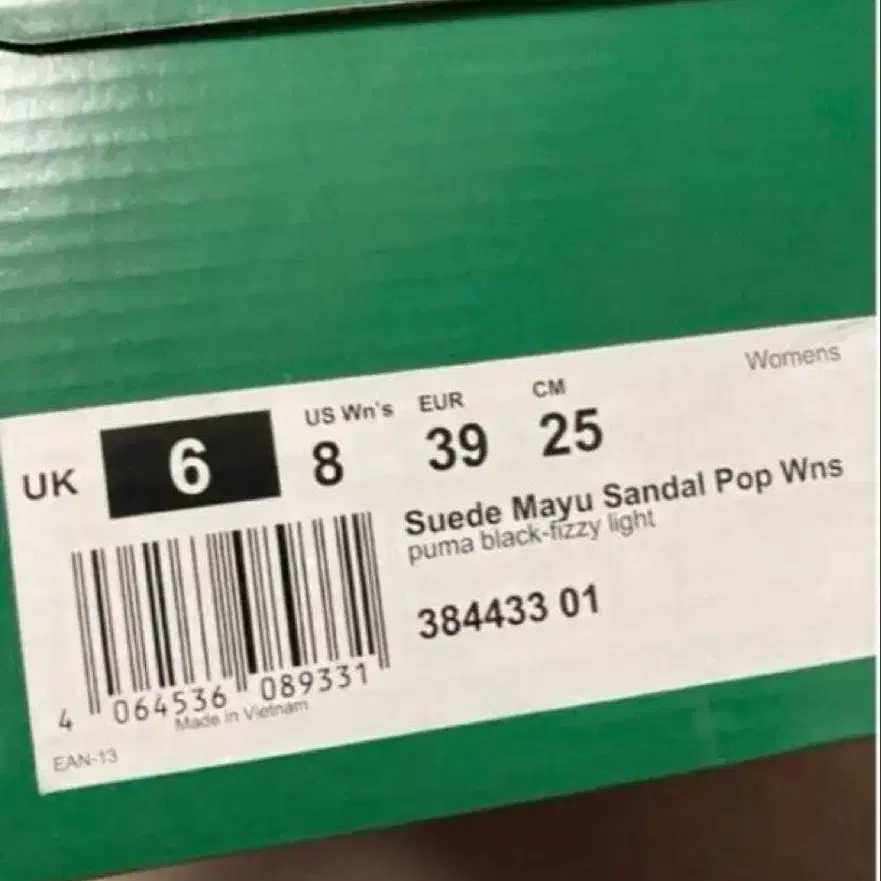 Womens
US Wn's EUR CM
UK 6 8 39 25
Suede Mayu Sandal Pop Wns
puma black-fizzy light
384433 01
4 064536 089331
Made in Vietnam
EAN-13